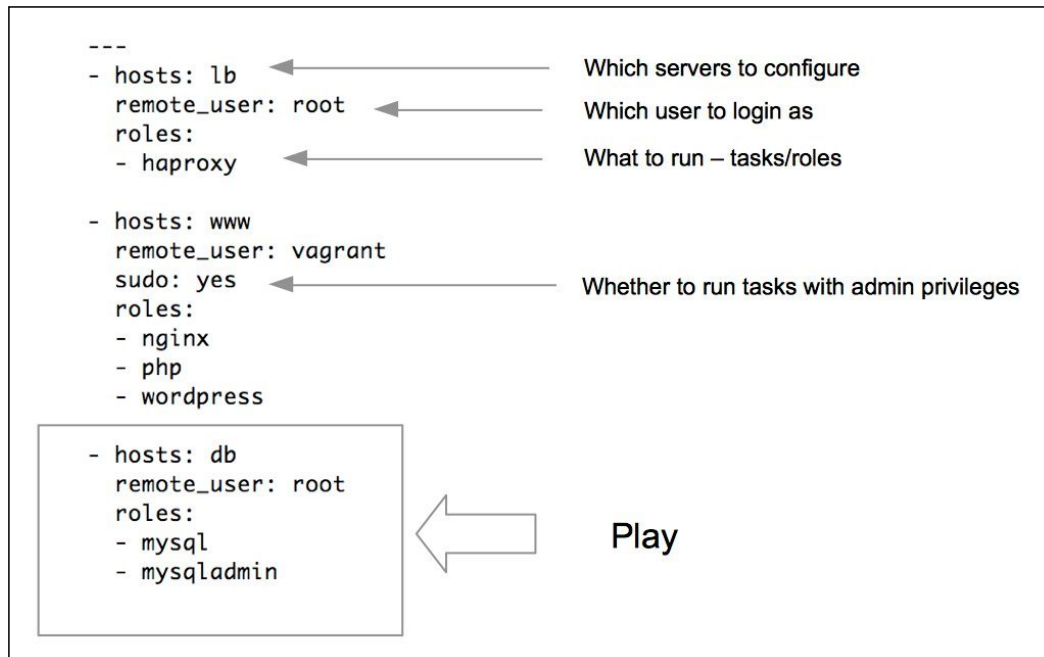 ---
- hosts: lb
Which servers to configure
  remote_user: root
Which user to login as
  roles:
  - haproxy
What to run – tasks/roles
- hosts: www
  remote_user: vagrant
  sudo: yes
Whether to run tasks with admin privileges
  roles:
  - nginx
  - php
  - wordpress
- hosts: db
  remote_user: root
  roles:
  - mysql
  - mysqladmin
Play